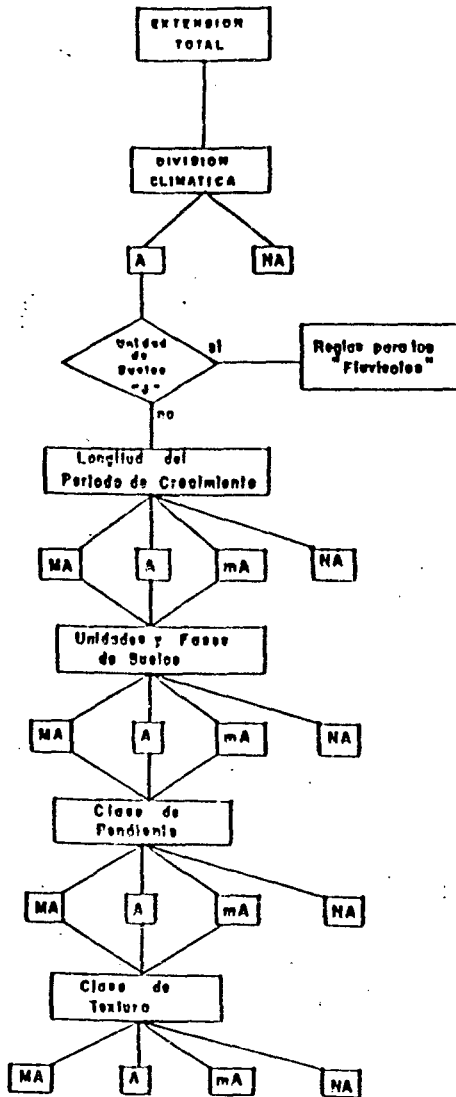 EXTENSION
TOTAL
DIVISION
CLIMATICA
A
NA
Unidad
de
Suelos
"J"
si
no
Reglas para los
"Fluvisoles"
Longitud del
Periodo de Crecimiento
MA
A
mA
NA
Unidades y Fases
de Suelos
MA
A
mA
NA
Clase de
Pendiente
MA
A
mA
NA
Clase de
Textura
MA
A
mA
NA